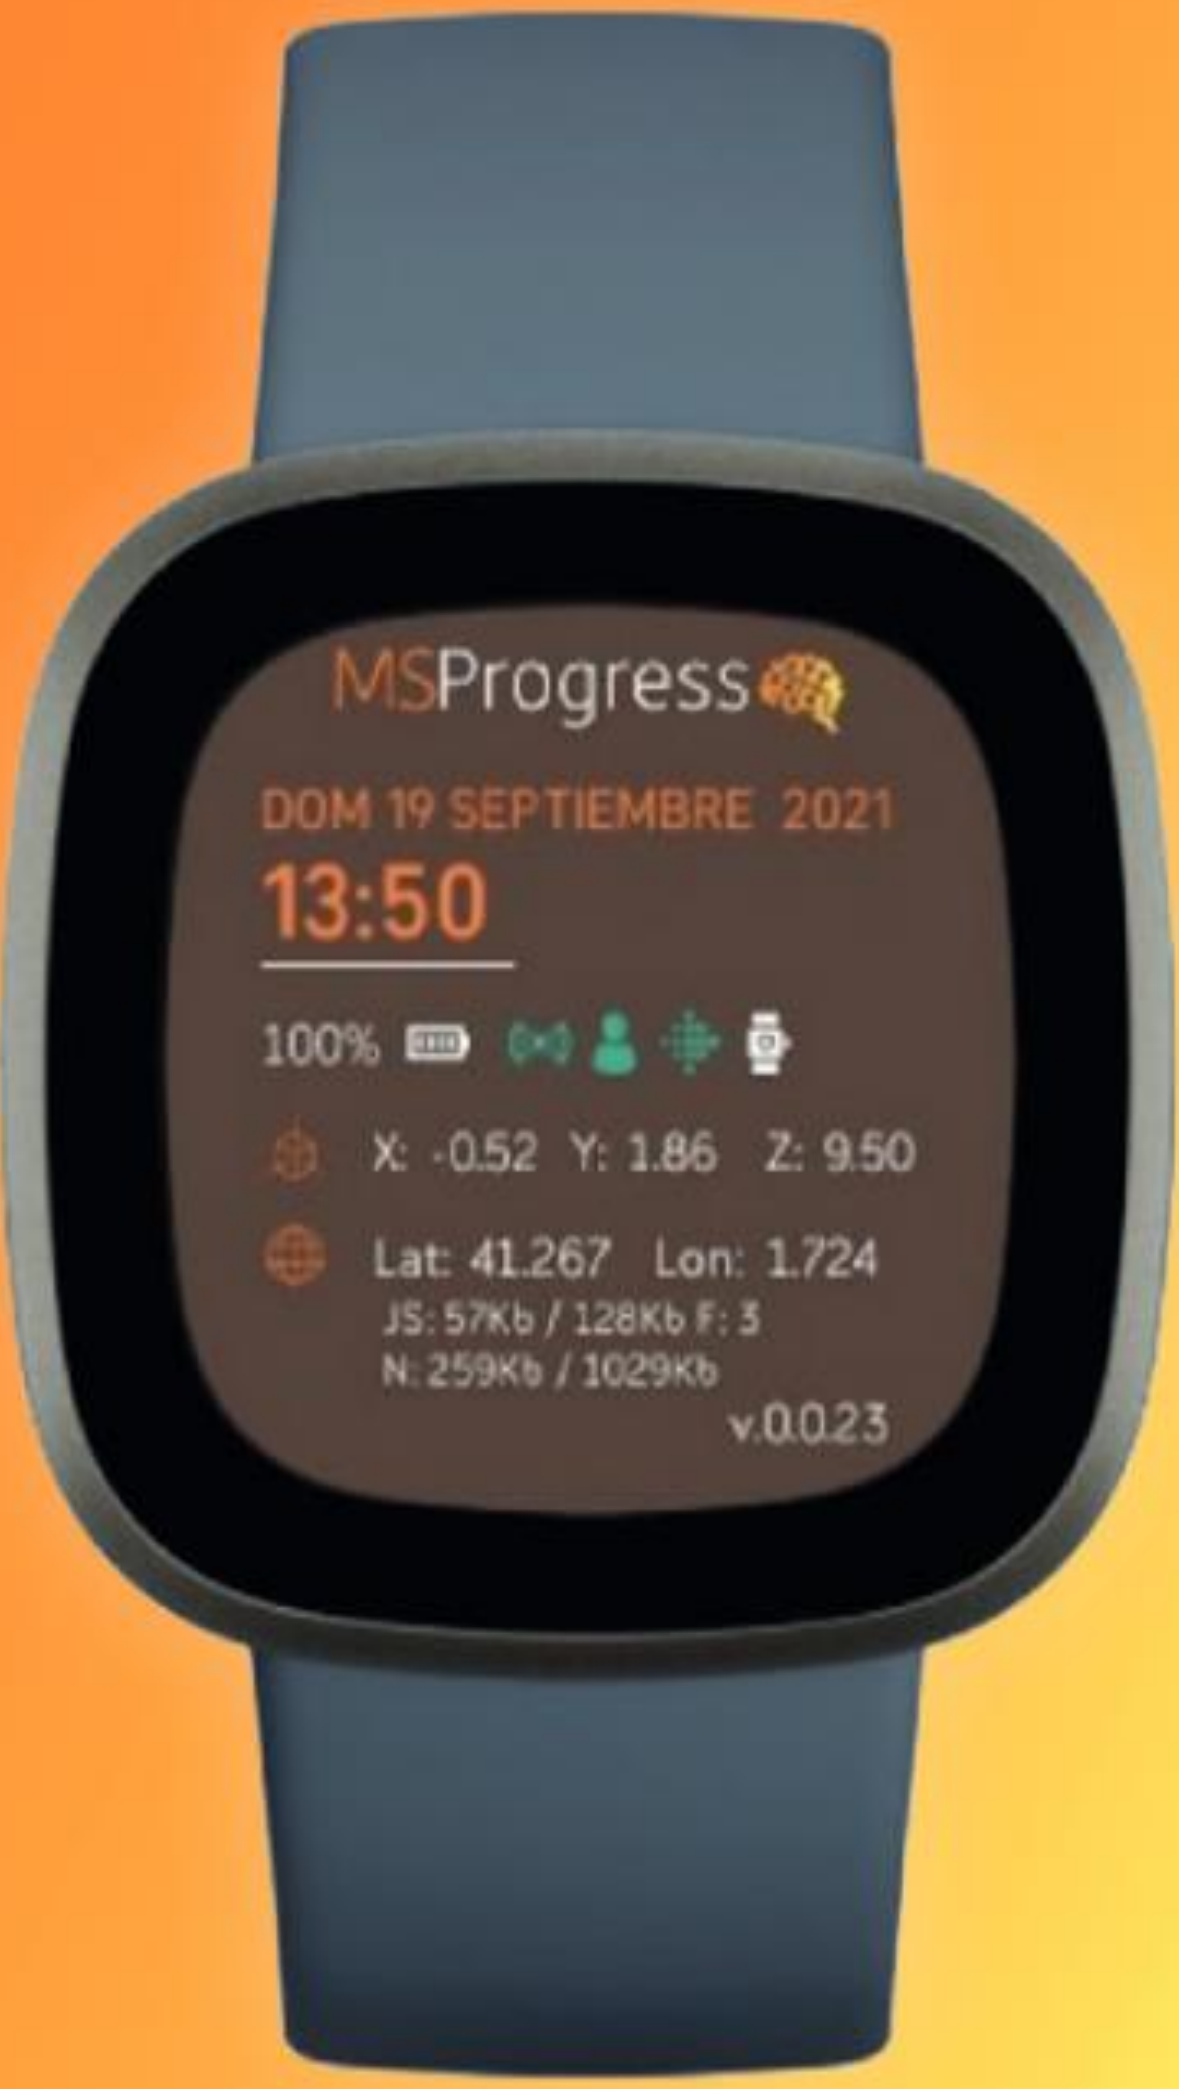 MSProgress
DOM 19 SEPTIEMBRE 2021
13:50
100%
X: -0.52 Y: 1.86 Z: 9.50
Lat: 41.267 Lon: 1.724
JS: 57Kb / 128Kb F: 3
N: 259Kb / 1029Kb
v.0.0.23